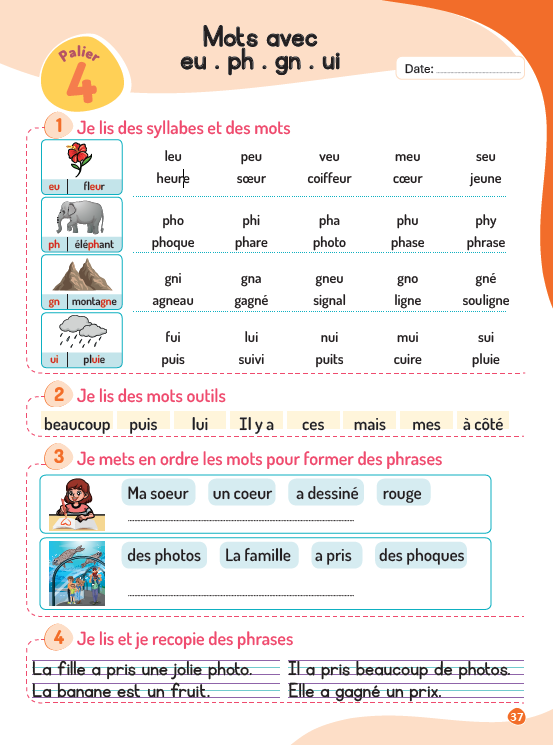 Mots avec
Palier
4
eu . ph . gn . ui
Date:
1 Je lis des syllabes et des mots
leu peu veu meu seu
eu fleur heure sœur coiffeur cœur jeune
pho phi pha phu phy
ph éléphant phoque phare photo phase phrase
gni gna gneu gno gné
gn montagne agneau gagné signal ligne souligne
fui lui nui mui sui
ui pluie puis suivi puits cuire pluie
2 Je lis des mots outils
beaucoup puis lui Il y a ces mais mes à côté
3 Je mets en ordre les mots pour former des phrases
Ma soeur un coeur a dessiné rouge
des photos La famille a pris des phoques
4 Je lis et je recopie des phrases
La fille a pris une jolie photo. Il a pris beaucoup de photos.
La banane est un fruit. Elle a gagné un prix.
37